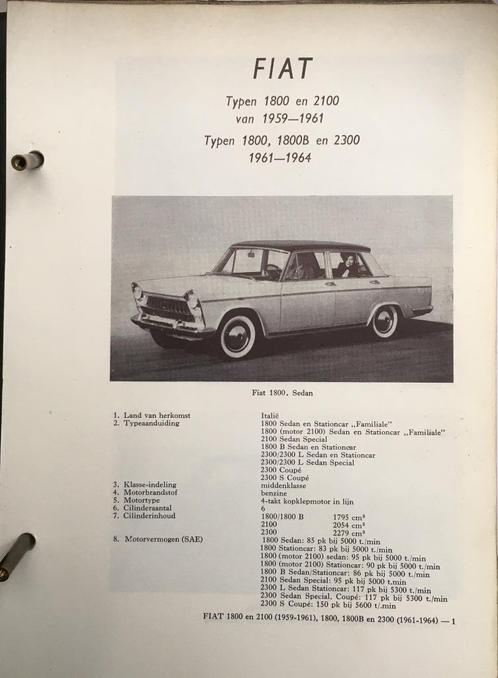 FIAT
Typen 1800 en 2100
van 1959—1961
Typen 1800, 1800B en 2300
1961—1964
Fiat 1800. Sedan
1. Land van herkomst Italië
2. Typeaanduiding 1800 Sedan en Stationcar „Familiale”
1800 (motor 2100) Sedan en Stationcar „Familiale”
2100 Sedan Special
1800 B Sedan en Stationcar
2300/2300 L Sedan en Stationcar
2300/2300 L Sedan Special
2300 Coupé
2300 S Coupé
3. Klasse-indeling middenklasse
4. Motorbrandstof benzine
5. Motortype 4-takt kopklepmotor in lijn
6. Cilinderaantal 6
7. Cilinderinhoud 1800/1800 B 1795 cm³
2100 2054 cm³
2300 2279 cm³
8. Motorvermogen (SAE) 1800 Sedan: 85 pk bij 5000 t./min
1800 Stationcar: 83 pk bij 5000 t./min
1800 (motor 2100) sedan: 95 pk bij 5000 t./min
1800 (motor 2100) Stationcar: 90 pk bij 5000 t./min
1800 B Sedan/Stationcar: 86 pk bij 5000 t./min
2100 Sedan Special: 95 pk bij 5000 t.min
2300 L Sedan Stationcar: 117 pk bij 5300 t./min
2300 Sedan Special, Coupé: 117 pk bij 5300 t./min
2300 S Coupé: 150 pk bij 5600 t/.min
FIAT 1800 en 2100 (1959-1961), 1800, 1800B en 2300 (1961-1964) — 1